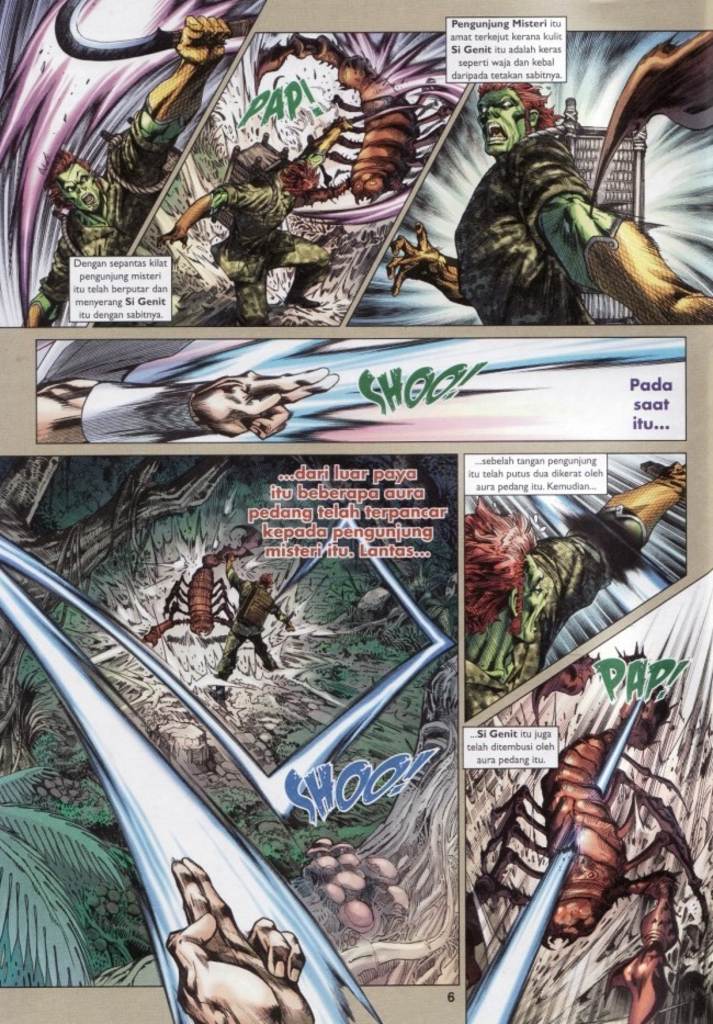 Dengan sepantas kilat
pengunjung misteri
itu telah berputar dan
menyerang Si Genit
itu dengan sabitnya.
PAP!
Pengunjung Misteri itu
amat terkejut kerana kulit
Si Genit itu adalah keras
seperti waja dan kebal
daripada tetakan sabitnya.
SHOO!
Pada
saat
itu...
...dari luar paya
itu beberapa aura
pedang telah terpancar
kepada pengunjung
misteri itu. Lantas...
SHOO!
...sebelah tangan pengunjung
itu telah putus dua dikerat oleh
aura pedang itu. Kemudian...
PAP!
...Si Genit itu juga
telah ditembusi oleh
aura pedang itu.
6